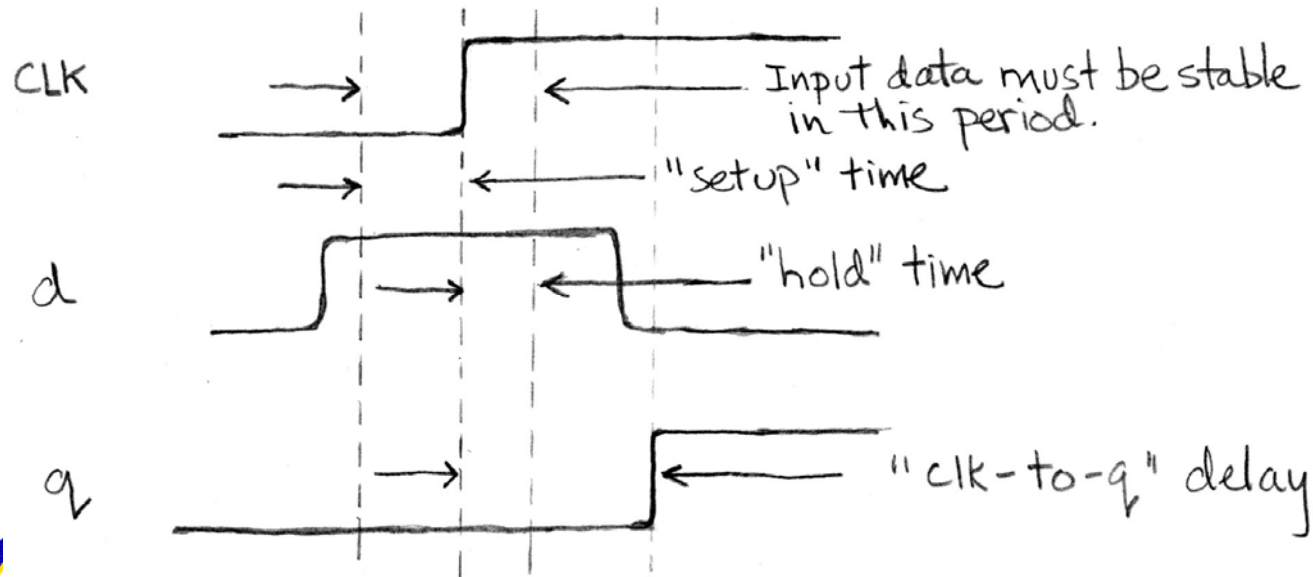 CLK
Input data must be stable
in this period.
"setup" time
d
"hold" time
q
"clk-to-q" delay